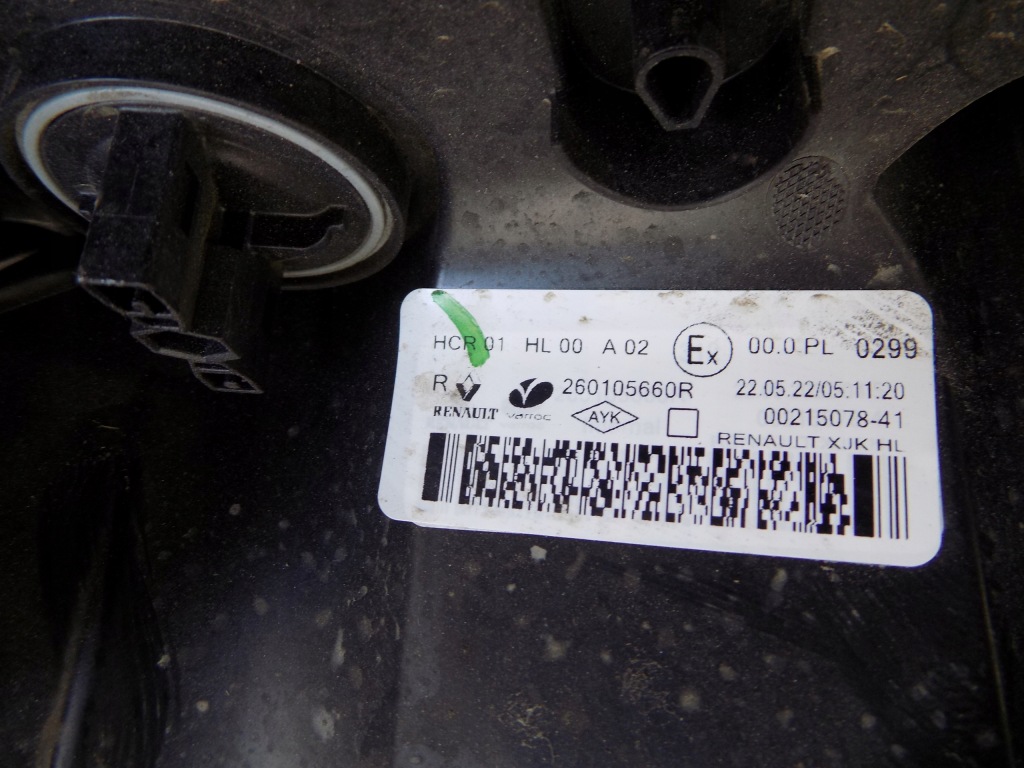 HCR 01 HL 00 A 02 Ex 00.0.PL 0299
R 260105660R 22.05.22/05:11:20
RENAULT varroc AYK 00215078-41
RENAULT XJK HL